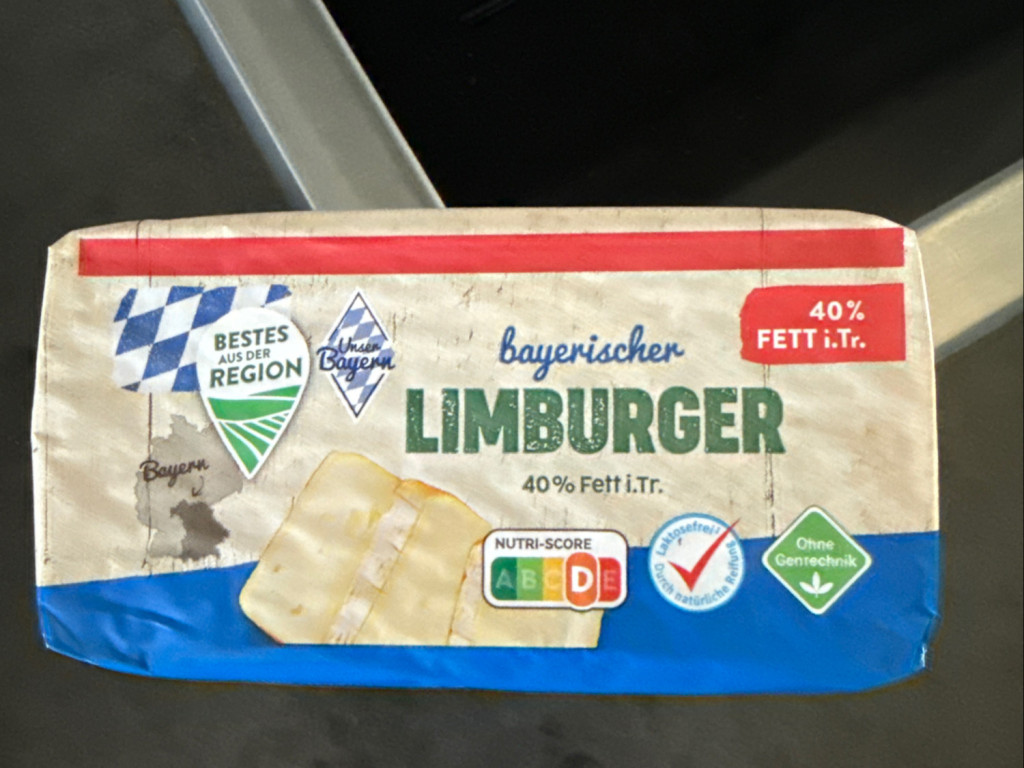 BESTES
AUS DER
REGION
Unser
Bayern
bayerischer
LIMBURGER
40% Fett i.Tr.
40%
FETT i.Tr.
Bayern
NUTRI-SCORE
A B C D E
Laktosefrei
Durch natürliche Reifung
Ohne
Gentechnik